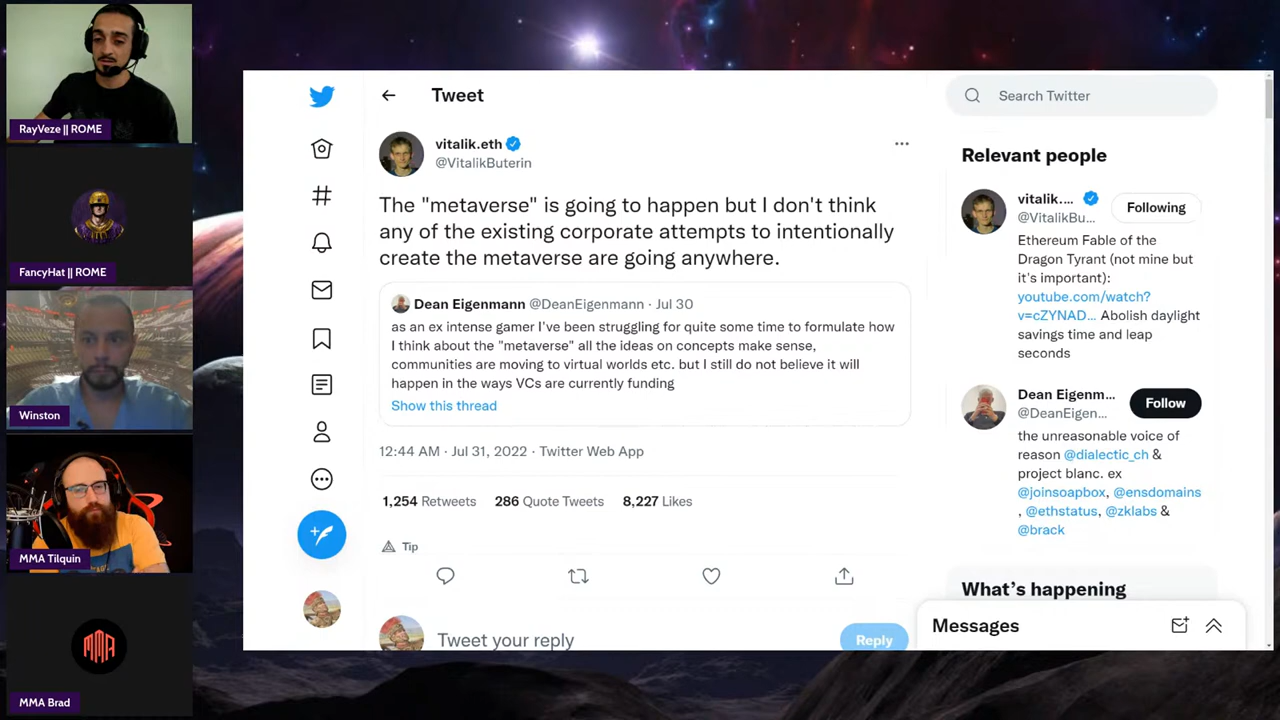 RayVeze || ROME
FancyHat || ROME
Winston
MMA Tilquin
MMA
MMA Brad
Tweet
vitalik.eth
@VitalikButerin
The "metaverse" is going to happen but I don't think
any of the existing corporate attempts to intentionally
create the metaverse are going anywhere.
Dean Eigenmann @DeanEigenmann · Jul 30
as an ex intense gamer I've been struggling for quite some time to formulate how
I think about the "metaverse" all the ideas on concepts make sense,
communities are moving to virtual worlds etc. but I still do not believe it will
happen in the ways VCs are currently funding
Show this thread
12:44 AM · Jul 31, 2022 · Twitter Web App
1,254 Retweets 286 Quote Tweets 8,227 Likes
Tip
Tweet your reply
Reply
Search Twitter
Relevant people
vitalik....
@VitalikBu...
Following
Ethereum Fable of the
Dragon Tyrant (not mine but
it's important):
youtube.com/watch?
v=cZYNAD... Abolish daylight
savings time and leap
seconds
Dean Eigenm...
@DeanEigen...
Follow
the unreasonable voice of
reason @dialectic_ch &
project blanc. ex
@joinsoapbox, @ensdomains
, @ethstatus, @zklabs &
@brack
What's happening
Messages